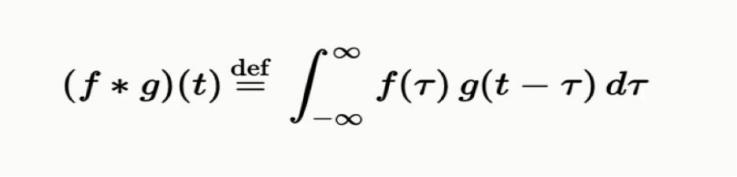 (f ∗ g)(t) ≝ ∫_{−∞}^{∞} f(τ) g(t − τ) dτ